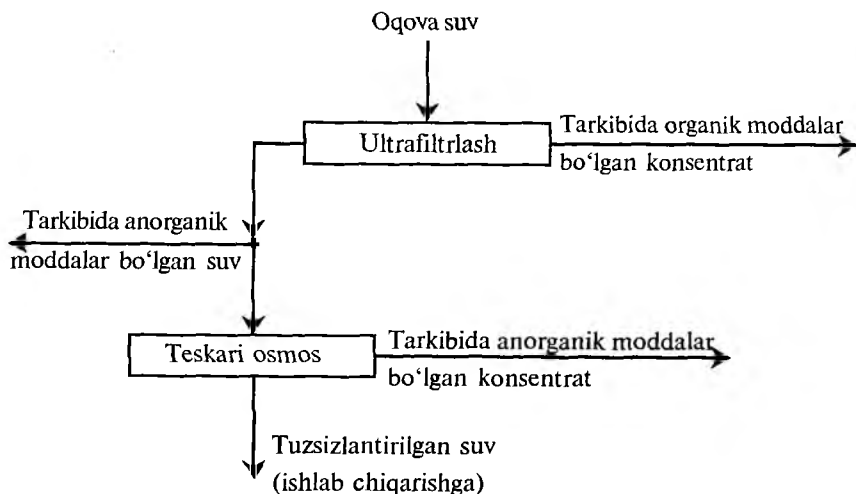 Oqova suv
Ultrafiltrlash
Tarkibida organik moddalar
bo‘lgan konsentrat
Tarkibida anorganik
moddalar bo‘lgan suv
Teskari osmos
Tarkibida anorganik moddalar
bo‘lgan konsentrat
Tuzsizlantirilgan suv
(ishlab chiqarishga)